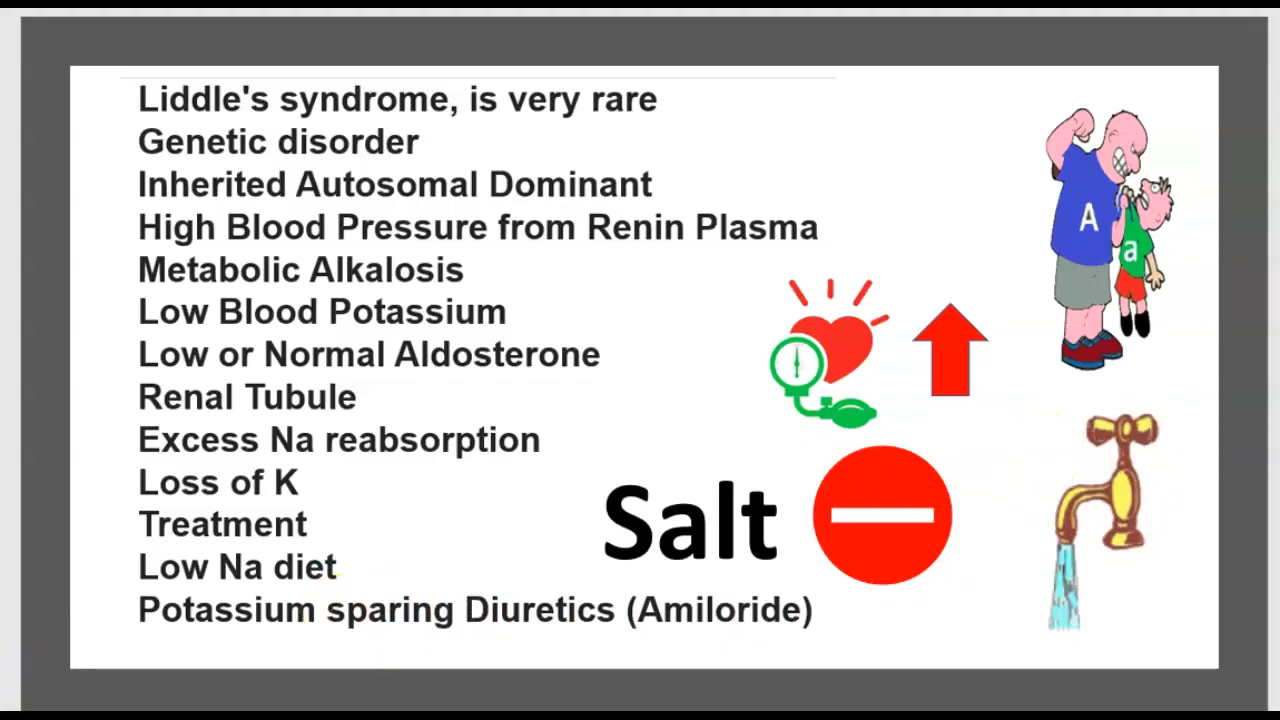 Liddle's syndrome, is very rare
Genetic disorder
Inherited Autosomal Dominant
High Blood Pressure from Renin Plasma
Metabolic Alkalosis
Low Blood Potassium
Low or Normal Aldosterone
Renal Tubule
Excess Na reabsorption
Loss of K
Treatment
Low Na diet
Potassium sparing Diuretics (Amiloride)
A
a
Salt